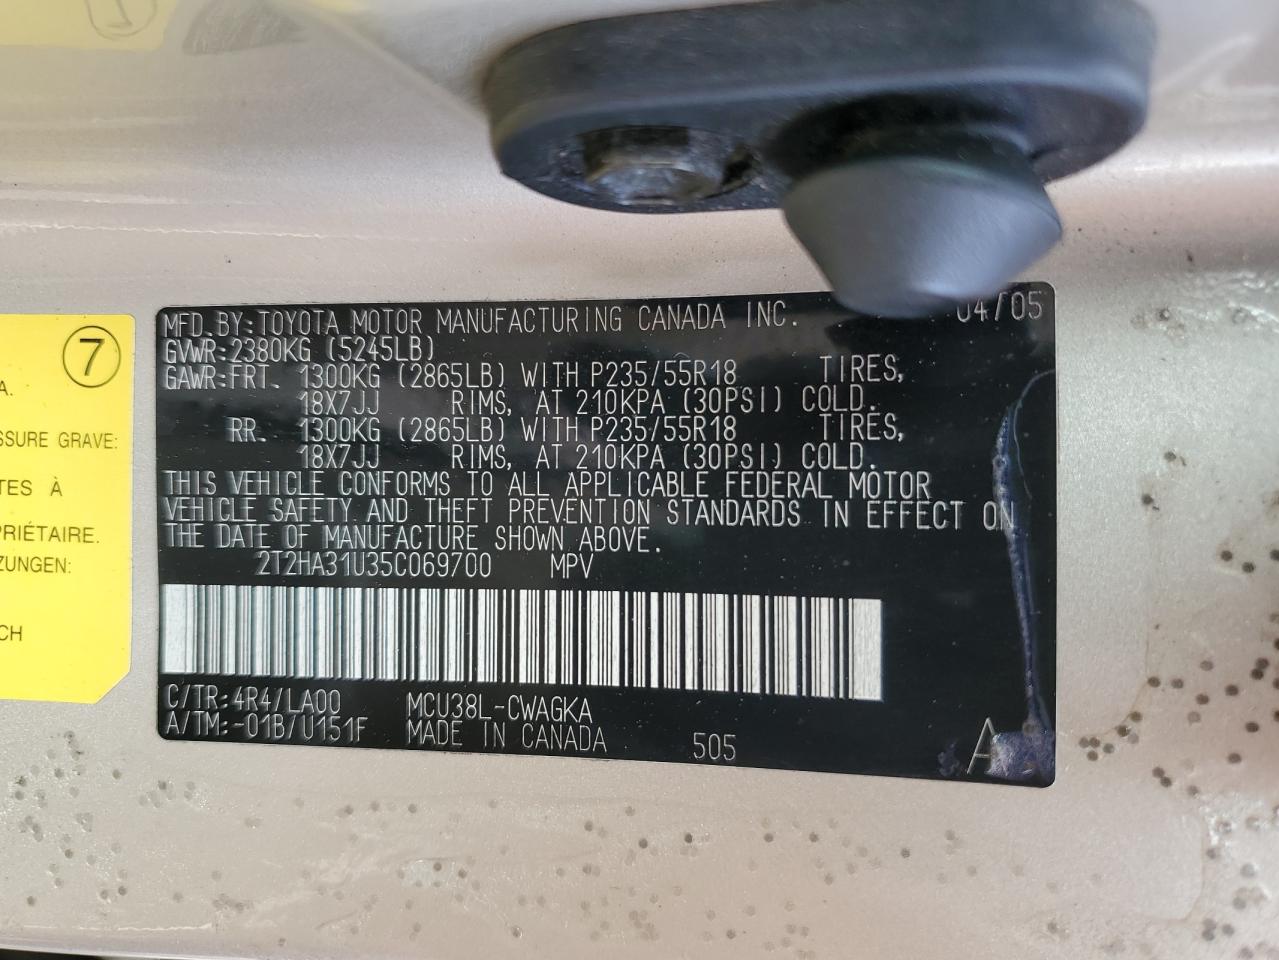 7
A.
SSURE GRAVE:
TES À
PRIÉTAIRE.
ZUNGEN:
CH
MFD. BY: TOYOTA MOTOR MANUFACTURING CANADA INC. 04/05
GVWR: 2380KG (5245LB)
GAWR: FRT. 1300KG (2865LB) WITH P235/55R18 TIRES,
18X7JJ RIMS, AT 210KPA (30PSI) COLD.
RR. 1300KG (2865LB) WITH P235/55R18 TIRES,
18X7JJ RIMS, AT 210KPA (30PSI) COLD.
THIS VEHICLE CONFORMS TO ALL APPLICABLE FEDERAL MOTOR
VEHICLE SAFETY AND THEFT PREVENTION STANDARDS IN EFFECT ON
THE DATE OF MANUFACTURE SHOWN ABOVE.
2T2HA31U35C069700 MPV
C/TR: 4R4/LA00 MCU38L-CWAGKA
A/TM: -01B/U151F MADE IN CANADA 505 A